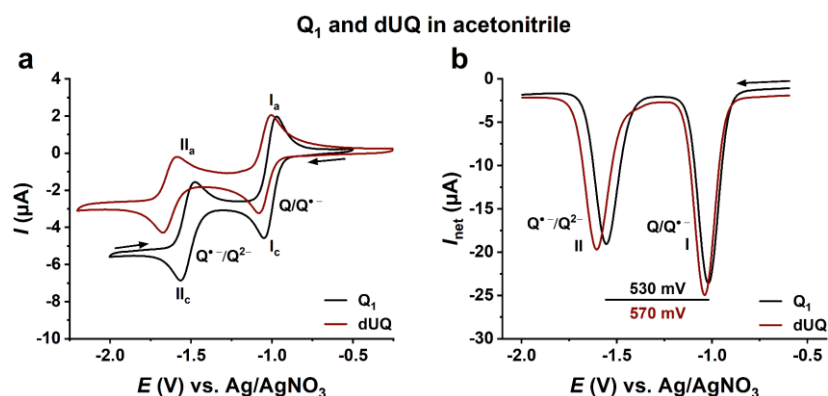 Q₁ and dUQ in acetonitrile
a
I (µA)
4
2
0
-2
-4
-6
-8
-10
Iₐ
IIₐ
Q/Q•⁻
Q•⁻/Q²⁻
I꜀
II꜀
Q₁
dUQ
-2.0
-1.5
-1.0
-0.5
E (V) vs. Ag/AgNO₃
b
Iₙₑₜ (µA)
0
-5
-10
-15
-20
-25
-30
Q•⁻/Q²⁻
II
Q/Q•⁻
I
530 mV
570 mV
Q₁
dUQ
-2.0
-1.5
-1.0
-0.5
E (V) vs. Ag/AgNO₃